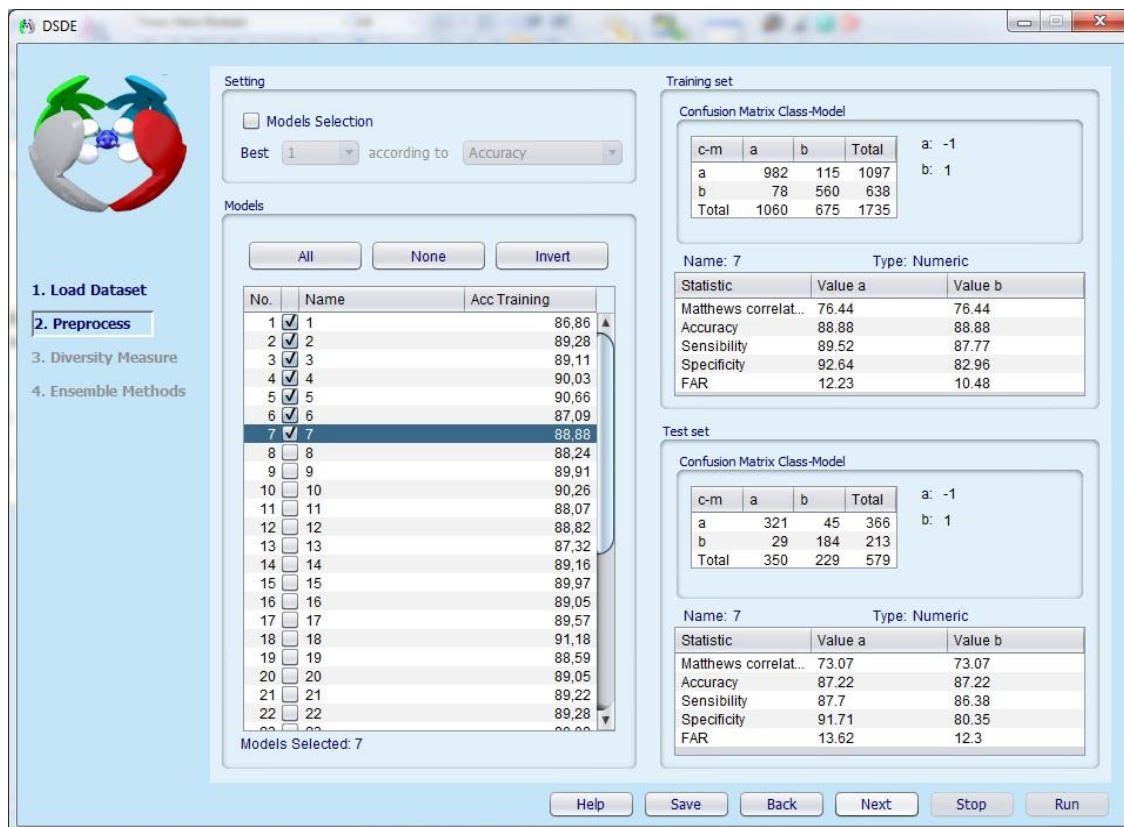 DSDE
1. Load Dataset
2. Preprocess
3. Diversity Measure
4. Ensemble Methods
Setting
Models Selection
Best 1 according to Accuracy
Models
All None Invert
No. Name Acc Training
1 1 86,86
2 2 89,28
3 3 89,11
4 4 90,03
5 5 90,66
6 6 87,09
7 7 88,88
8 8 88,24
9 9 89,91
10 10 90,26
11 11 88,07
12 12 88,82
13 13 87,32
14 14 89,16
15 15 89,97
16 16 89,05
17 17 89,57
18 18 91,18
19 19 88,59
20 20 89,05
21 21 89,22
22 22 89,28
Models Selected: 7
Training set
Confusion Matrix Class-Model
c-m a b Total
a 982 115 1097
b 78 560 638
Total 1060 675 1735
a: -1
b: 1
Name: 7 Type: Numeric
Statistic Value a Value b
Matthews correlat... 76.44 76.44
Accuracy 88.88 88.88
Sensibility 89.52 87.77
Specificity 92.64 82.96
FAR 12.23 10.48
Test set
Confusion Matrix Class-Model
c-m a b Total
a 321 45 366
b 29 184 213
Total 350 229 579
a: -1
b: 1
Name: 7 Type: Numeric
Statistic Value a Value b
Matthews correlat... 73.07 73.07
Accuracy 87.22 87.22
Sensibility 87.7 86.38
Specificity 91.71 80.35
FAR 13.62 12.3
Help Save Back Next Stop Run